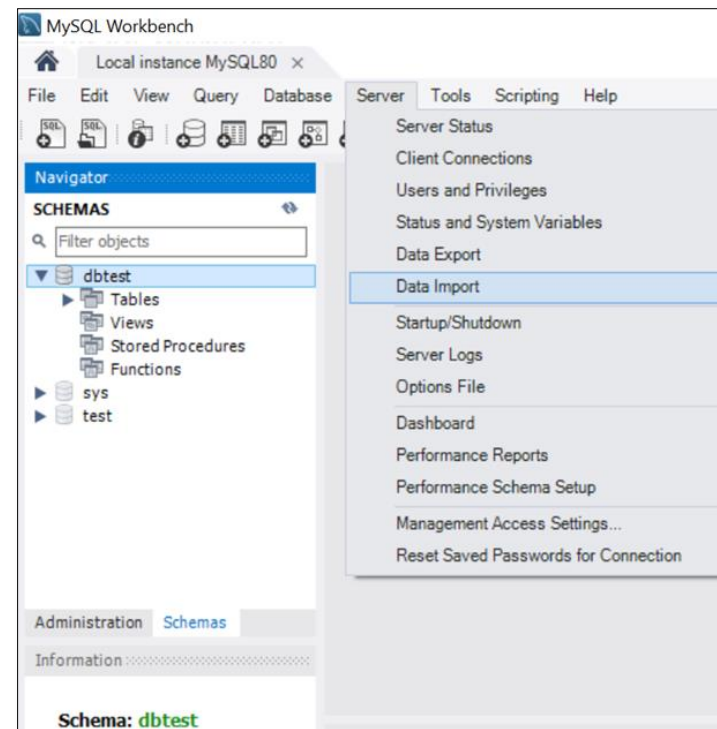 MySQL Workbench
Local instance MySQL80 ×
File Edit View Query Database Server Tools Scripting Help
SQL SQL
Navigator
SCHEMAS
Filter objects
dbtest
Tables
Views
Stored Procedures
Functions
sys
test
Administration Schemas
Information
Schema: dbtest
Server Status
Client Connections
Users and Privileges
Status and System Variables
Data Export
Data Import
Startup/Shutdown
Server Logs
Options File
Dashboard
Performance Reports
Performance Schema Setup
Management Access Settings...
Reset Saved Passwords for Connection